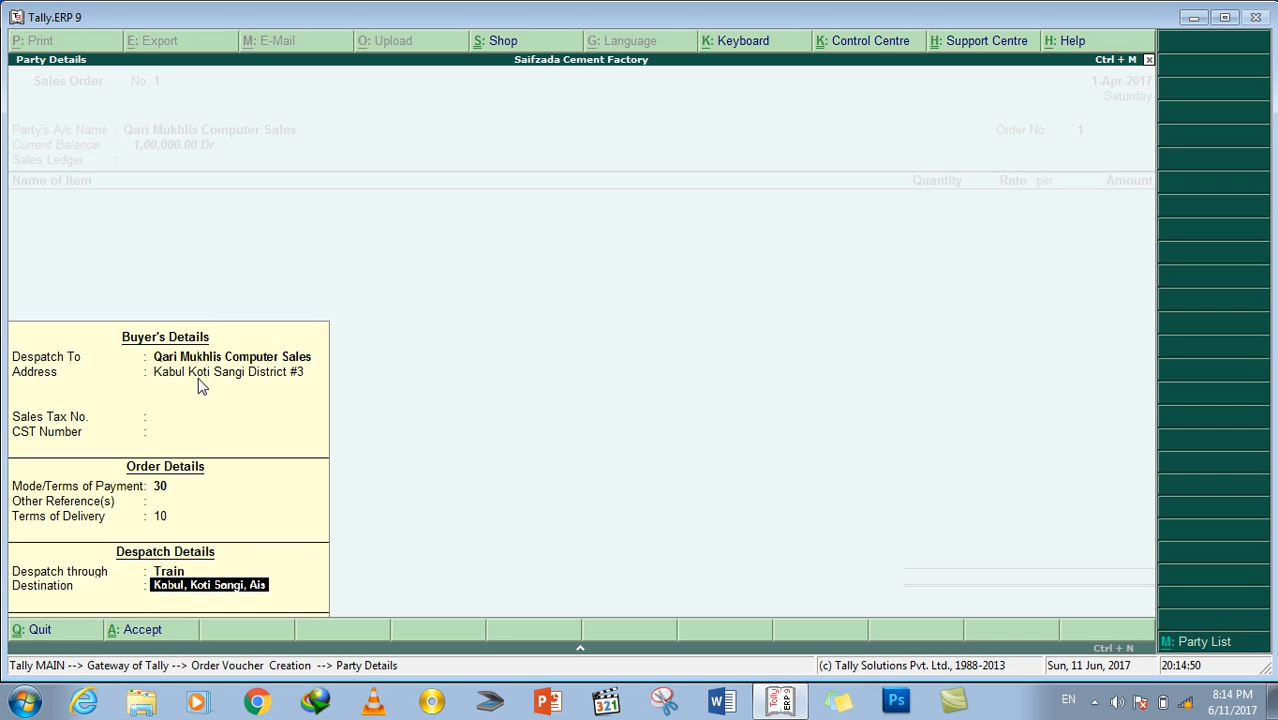 Tally.ERP 9
P: Print E: Export M: E-Mail O: Upload S: Shop G: Language K: Keyboard K: Control Centre H: Support Centre H: Help
Party Details Saifzada Cement Factory Ctrl + M
Sales Order No. 1 1-Apr-2017
Saturday
Party's A/c Name : Qari Mukhlis Computer Sales Order No. : 1
Current Balance : 1,00,000.00 Dr
Sales Ledger :
Name of Item Quantity Rate per Amount
Buyer's Details
Despatch To : Qari Mukhlis Computer Sales
Address : Kabul Koti Sangi District #3
Sales Tax No. :
CST Number :
Order Details
Mode/Terms of Payment: 30
Other Reference(s) :
Terms of Delivery : 10
Despatch Details
Despatch through : Train
Destination : Kabul, Koti Sangi, Ais
Q: Quit A: Accept
M: Party List
Ctrl + N
Tally MAIN --> Gateway of Tally --> Order Voucher Creation --> Party Details (c) Tally Solutions Pvt. Ltd., 1988-2013 Sun, 11 Jun, 2017 20:14:50
321
W
Tally
ERP 9
Ps
EN
8:14 PM
6/11/2017